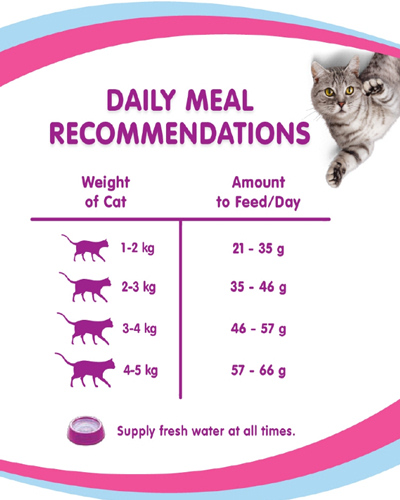 DAILY MEAL
RECOMMENDATIONS
Weight
of Cat
Amount
to Feed/Day
1-2 kg
21 - 35 g
2-3 kg
35 - 46 g
3-4 kg
46 - 57 g
4-5 kg
57 - 66 g
Supply fresh water at all times.